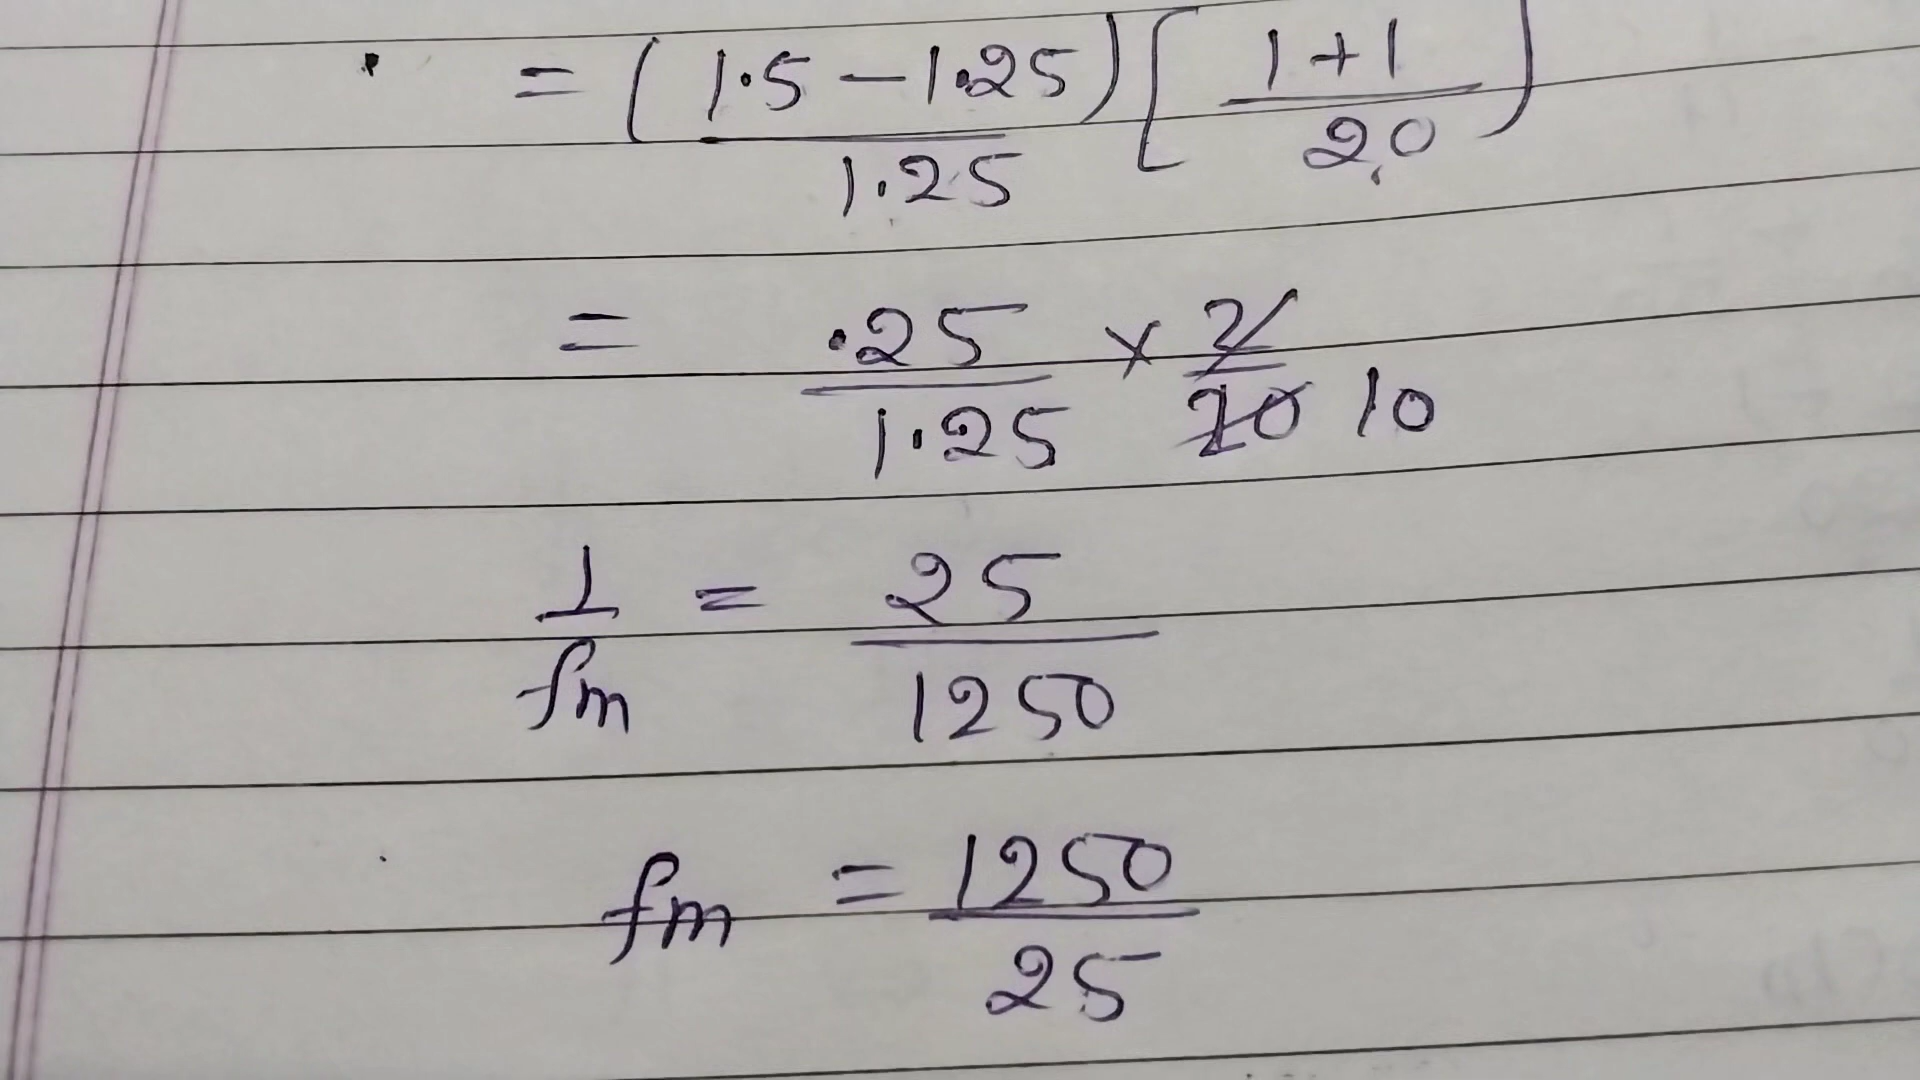 = ( 1.5 - 1.25 / 1.25 ) [ 1 + 1 / 20 ]
= .25 / 1.25 × 2 / 20 10
1 / fm = 25 / 1250
fm = 1250 / 25